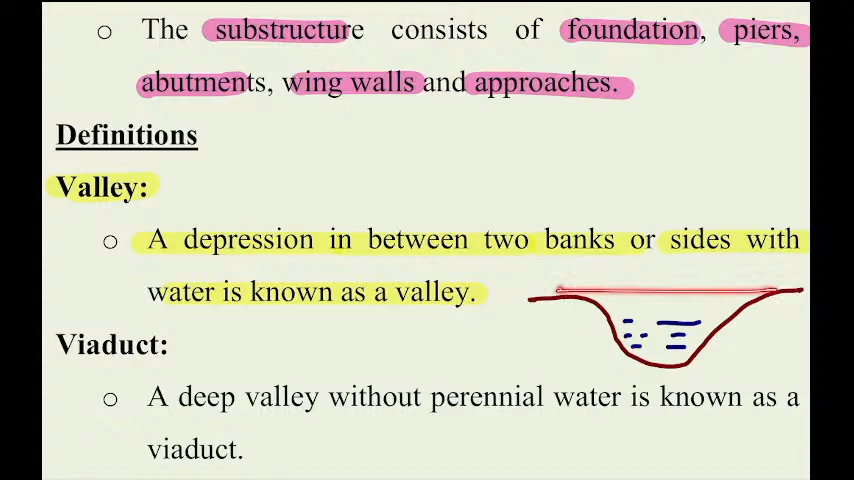 ○ The substructure consists of foundation, piers,
abutments, wing walls and approaches.
Definitions
Valley:
○ A depression in between two banks or sides with
water is known as a valley.
Viaduct:
○ A deep valley without perennial water is known as a
viaduct.